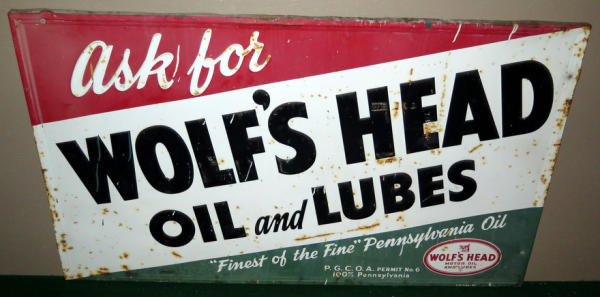 Ask for
WOLF'S HEAD
OIL and LUBES
"Finest of the Fine" Pennsylvania Oil
P.G.C.O.A. PERMIT No 6
100% Pennsylvania
WOLF'S HEAD
MOTOR OIL
AND LUBES